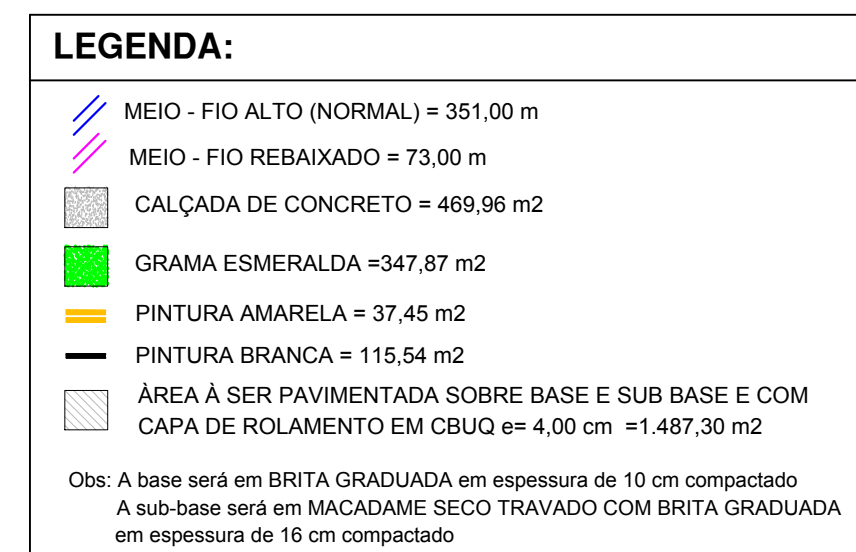 LEGENDA:
MEIO - FIO ALTO (NORMAL) = 351,00 m
MEIO - FIO REBAIXADO = 73,00 m
CALÇADA DE CONCRETO = 469,96 m2
GRAMA ESMERALDA =347,87 m2
PINTURA AMARELA = 37,45 m2
PINTURA BRANCA = 115,54 m2
ÀREA À SER PAVIMENTADA SOBRE BASE E SUB BASE E COM
CAPA DE ROLAMENTO EM CBUQ e= 4,00 cm =1.487,30 m2
Obs: A base será em BRITA GRADUADA em espessura de 10 cm compactado
A sub-base será em MACADAME SECO TRAVADO COM BRITA GRADUADA
em espessura de 16 cm compactado